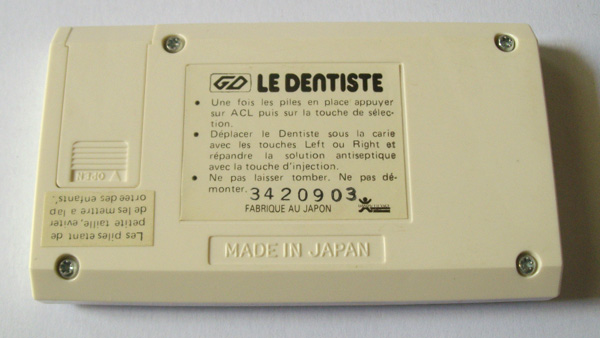 GD LE DENTISTE
• Une fois les piles en place appuyer
sur ACL puis sur la touche de sélec-
tion.
• Déplacer le Dentiste sous la carie
avec les touches Left ou Right et
répandre la solution antiseptique
avec la touche d'injection.
• Ne pas laisser tomber. Ne pas dé-
monter.
3420903
FABRIQUE AU JAPON
MADE IN JAPAN
OPEN
Les piles étant de
petite taille, éviter
de les mettre a la p
ortee des enfants.